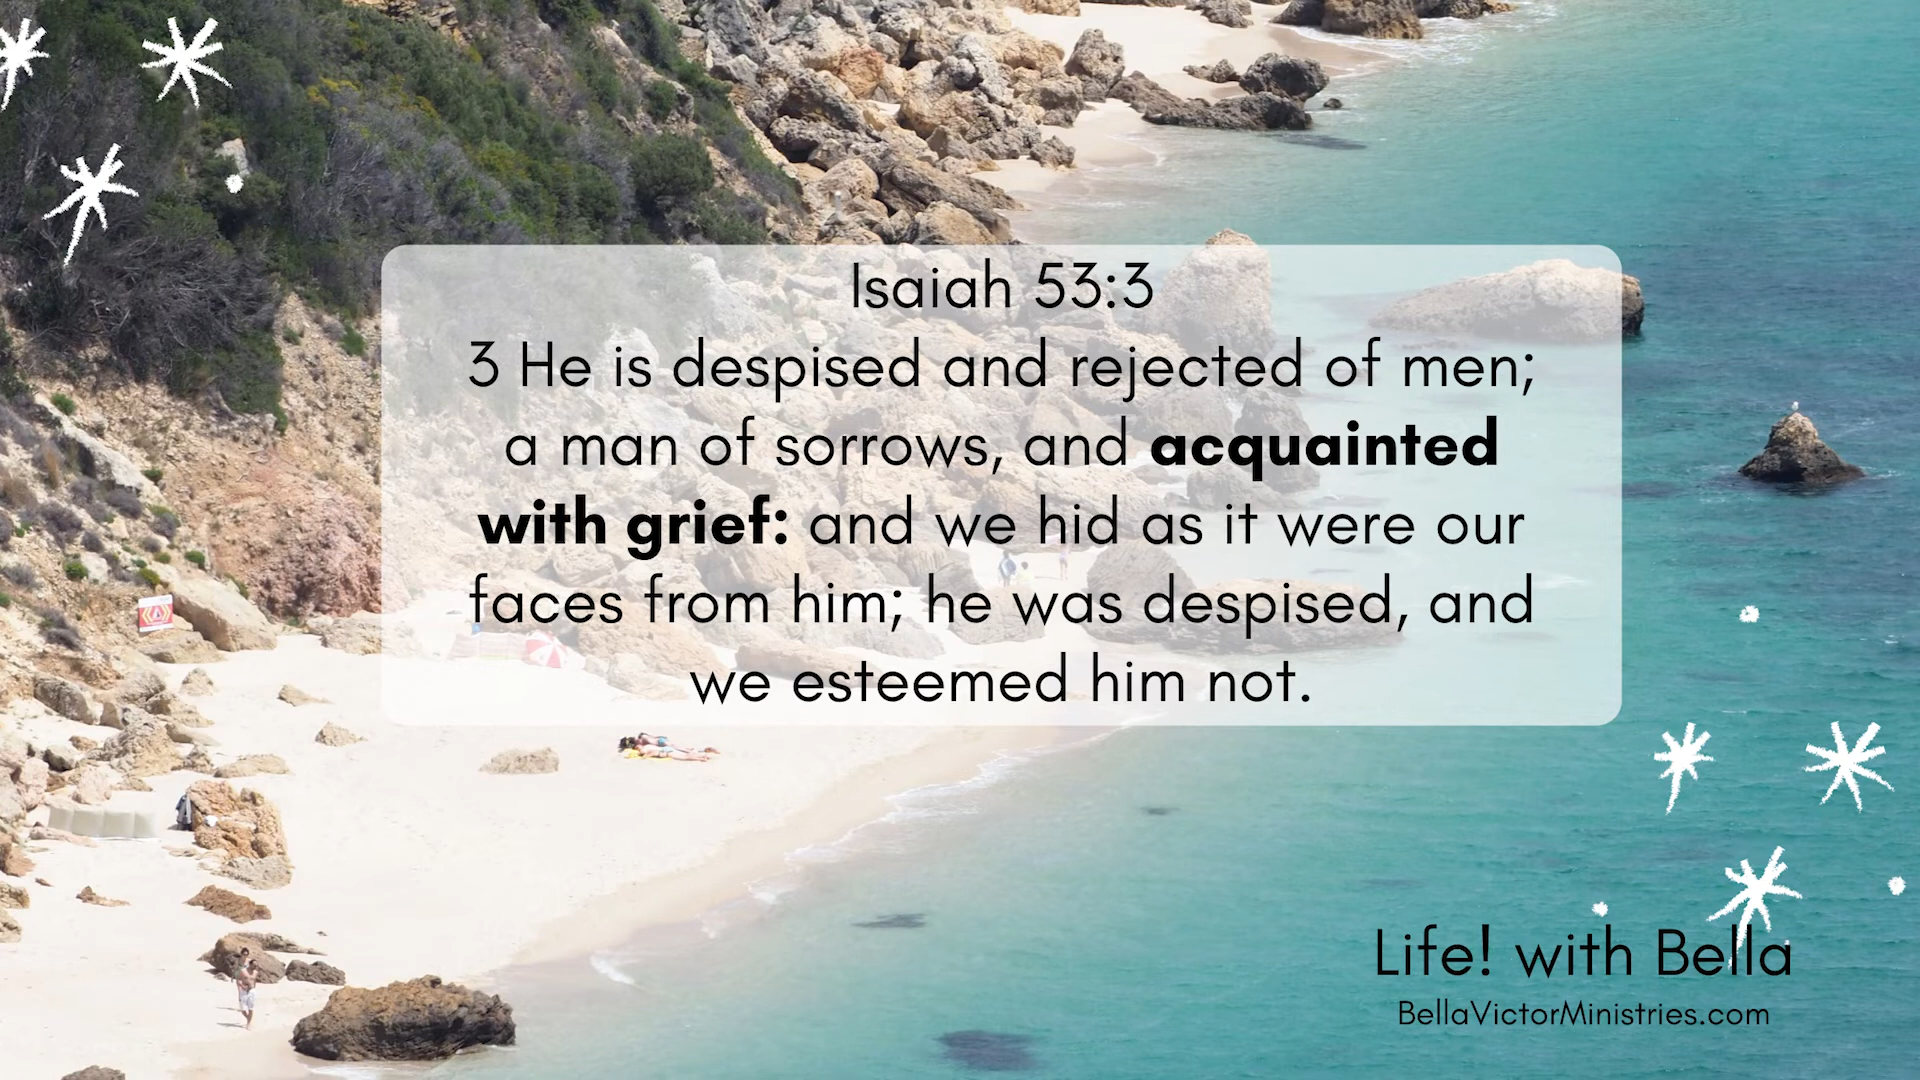 Isaiah 53:3
3 He is despised and rejected of men;
a man of sorrows, and acquainted
with grief: and we hid as it were our
faces from him; he was despised, and
we esteemed him not.
Life! with Bella
BellaVictorMinistries.com